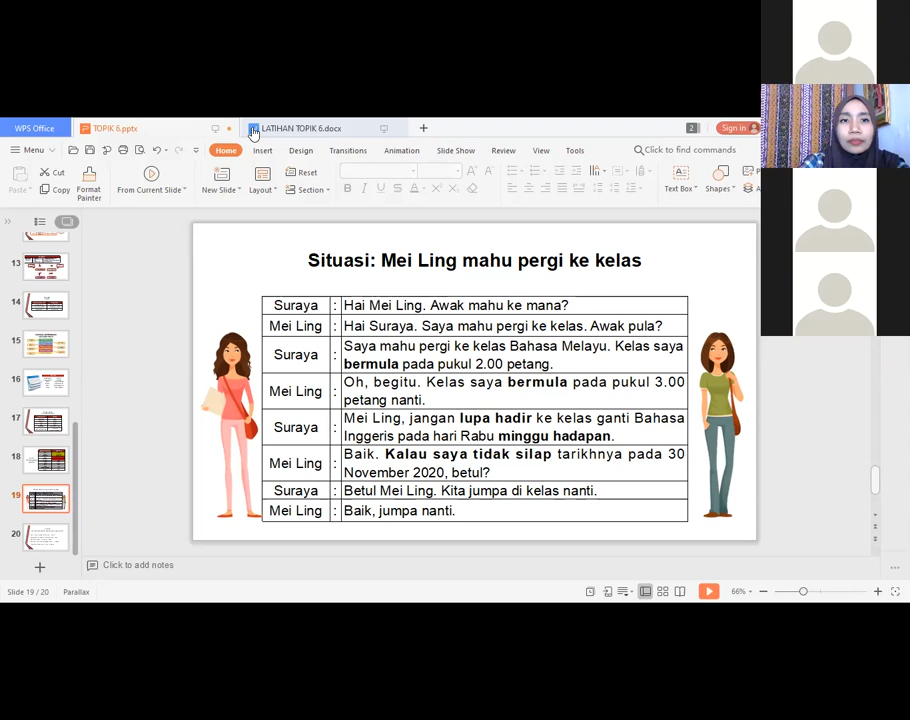 WPS Office
TOPIK 6.pptx
LATIHAN TOPIK 6.docx
2
Sign in
Menu
Home
Insert
Design
Transitions
Animation
Slide Show
Review
View
Tools
Click to find commands
Paste
Cut
Copy
Format Painter
From Current Slide
New Slide
Layout
Reset
Section
B I U S A X² X₂
Text Box
Shapes
Situasi: Mei Ling mahu pergi ke kelas
Suraya : Hai Mei Ling. Awak mahu ke mana?
Mei Ling : Hai Suraya. Saya mahu pergi ke kelas. Awak pula?
Suraya : Saya mahu pergi ke kelas Bahasa Melayu. Kelas saya
bermula pada pukul 2.00 petang.
Mei Ling : Oh, begitu. Kelas saya bermula pada pukul 3.00
petang nanti.
Suraya : Mei Ling, jangan lupa hadir ke kelas ganti Bahasa
Inggeris pada hari Rabu minggu hadapan.
Mei Ling : Baik. Kalau saya tidak silap tarikhnya pada 30
November 2020, betul?
Suraya : Betul Mei Ling. Kita jumpa di kelas nanti.
Mei Ling : Baik, jumpa nanti.
13
14
15
16
17
18
19
20
Click to add notes
Slide 19 / 20
Parallax
66%